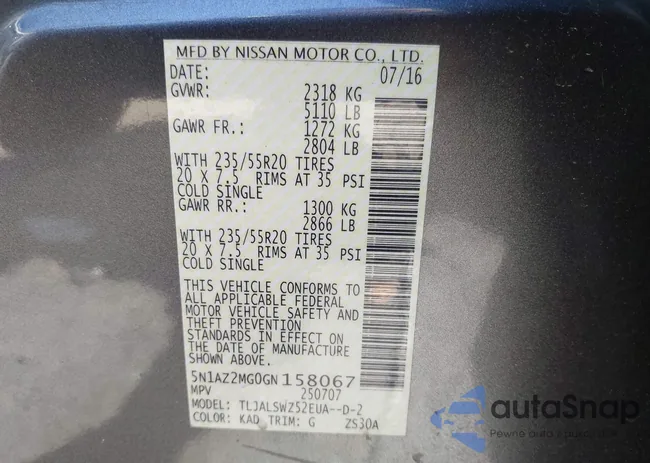 MFD BY NISSAN MOTOR CO., LTD.
DATE: 07/16
GVWR: 2318 KG
5110 LB
GAWR FR.: 1272 KG
2804 LB
WITH 235/55R20 TIRES
20 X 7.5 RIMS AT 35 PSI
COLD SINGLE
GAWR RR.: 1300 KG
2866 LB
WITH 235/55R20 TIRES
20 X 7.5 RIMS AT 35 PSI
COLD SINGLE
THIS VEHICLE CONFORMS TO
ALL APPLICABLE FEDERAL
MOTOR VEHICLE SAFETY AND
THEFT PREVENTION
STANDARDS IN EFFECT ON
THE DATE OF MANUFACTURE
SHOWN ABOVE.
5N1AZ2MG0GN158067
MPV 250707
MODEL: TLJALSWZ52EUA--D-2
COLOR: KAD TRIM: G ZS30A
autoSnap
Pewne auto z